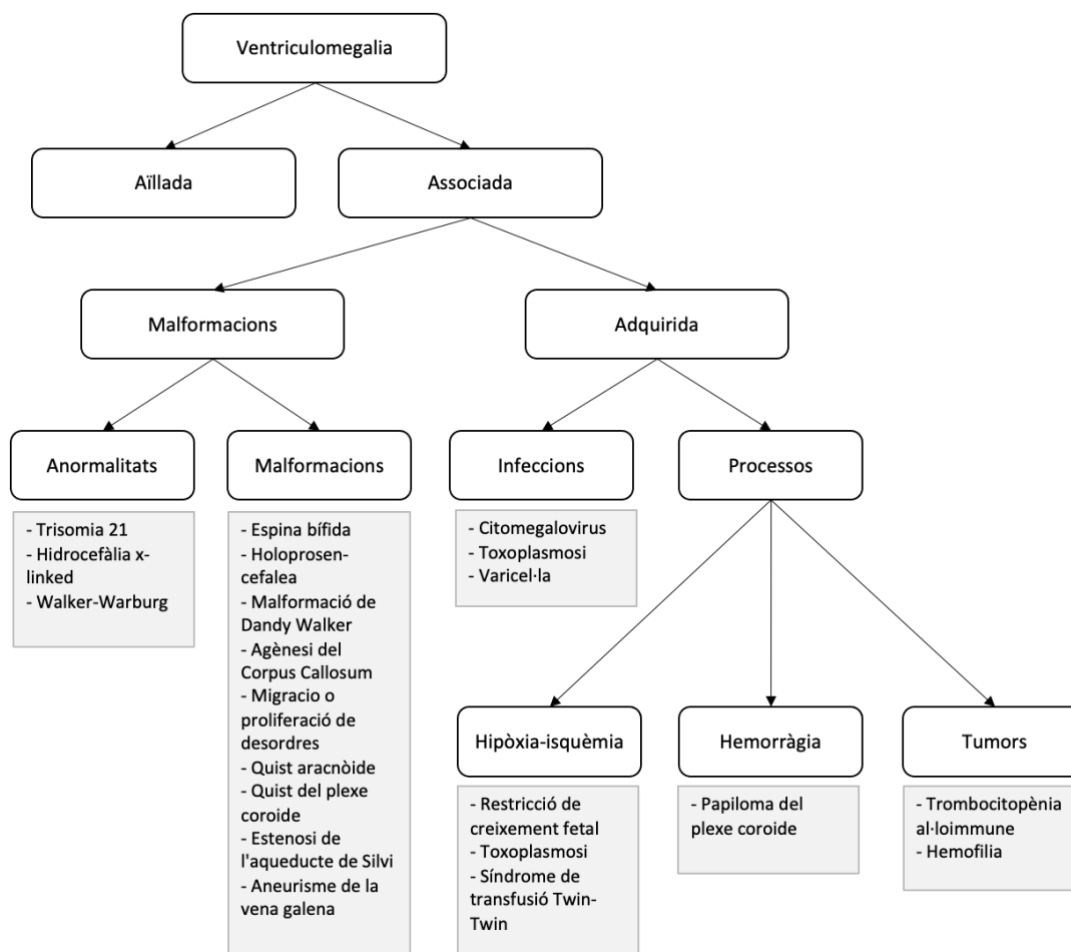 Ventriculomegalia
Aïllada
Associada
Malformacions
Adquirida
Anormalitats
Malformacions
Infeccions
Processos
- Trisomia 21
- Hidrocefàlia x-
linked
- Walker-Warburg
- Espina bífida
- Holoprosen-
cefalea
- Malformació de
Dandy Walker
- Agènesi del
Corpus Callosum
- Migracio o
proliferació de
desordres
- Quist aracnòide
- Quist del plexe
coroide
- Estenosi de
l'aqueducte de Silvi
- Aneurisme de la
vena galena
- Citomegalovirus
- Toxoplasmosi
- Varicel·la
Hipòxia-isquèmia
Hemorràgia
Tumors
- Restricció de
creixement fetal
- Toxoplasmosi
- Síndrome de
transfusió Twin-
Twin
- Papiloma del
plexe coroide
- Trombocitopènia
al·loimmune
- Hemofilia